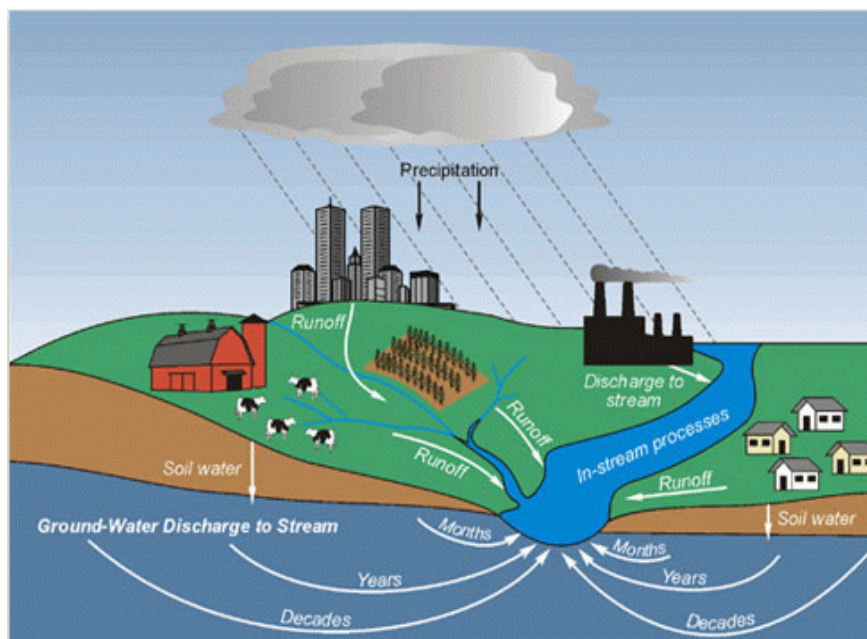 Precipitation
Runoff
Discharge to
stream
Runoff
In-stream processes
Runoff
Runoff
Soil water
Soil water
Ground-Water Discharge to Stream
Months
Months
Years
Years
Decades
Decades